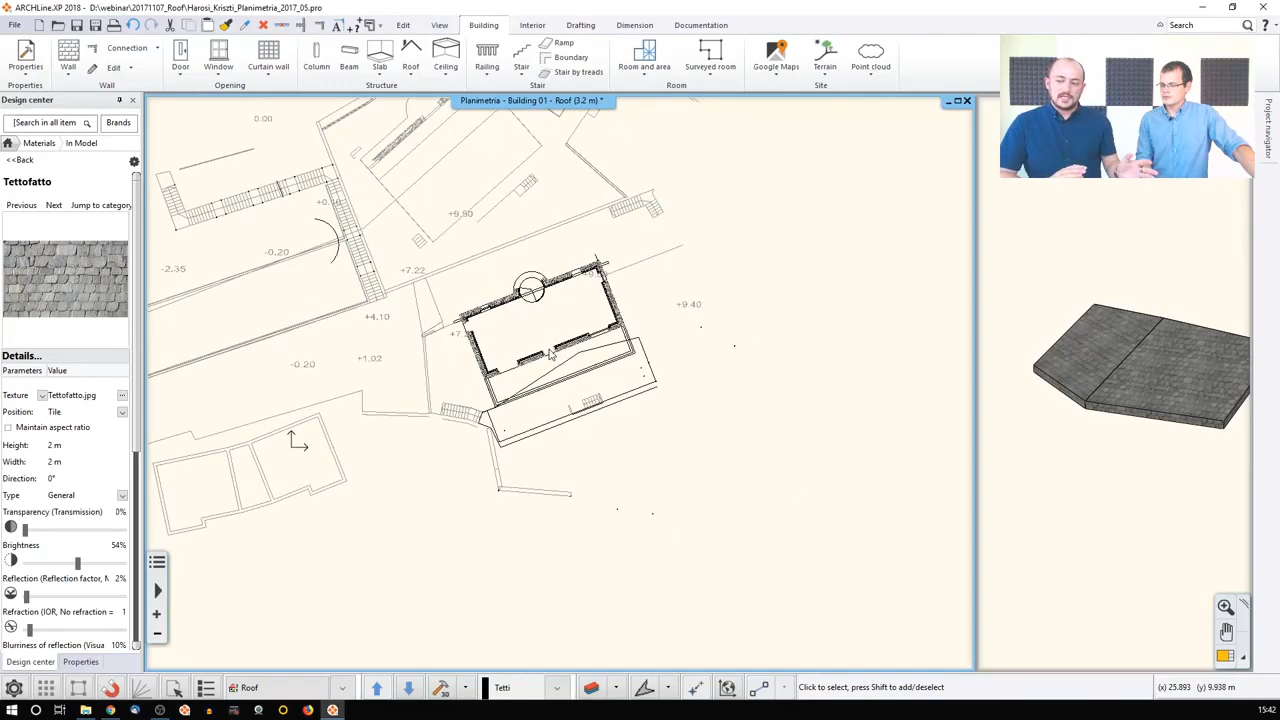 ARCHLine.XP 2018 - D:\webinar\20171107_Roof\Harosi_Kriszti_Planimetria_2017_05.pro
File
Edit
View
Building
Interior
Drafting
Dimension
Documentation
Search
Properties
Wall
Connection
Edit
Door
Window
Curtain wall
Column
Beam
Slab
Roof
Ceiling
Railing
Stair
Ramp
Boundary
Stair by treads
Room and area
Surveyed room
Google Maps
Terrain
Point cloud
Properties
Wall
Opening
Structure
Stair
Room
Site
Design center
[Search in all item
Brands
Materials
In Model
<<Back
Tettofatto
Previous
Next
Jump to category
Details...
Parameters
Value
Texture
Tettofatto.jpg
Position:
Tile
Maintain aspect ratio
Height:
2 m
Width:
2 m
Direction:
0°
Type
General
Transparency (Transmission)
0%
Brightness
54%
Reflection (Reflection factor, M
2%
Refraction (IOR, No refraction =
1
Blurriness of reflection (Visua
10%
Design center
Properties
Planimetria - Building 01 - Roof (3.2 m) *
0.00
-0.20
-2.35
+9.50
+7.22
+4.10
+1.02
-0.20
+9.40
Project navigator
Roof
Tetti
Click to select, press Shift to add/deselect
(x) 25.893 (y) 9.938 m
15:42